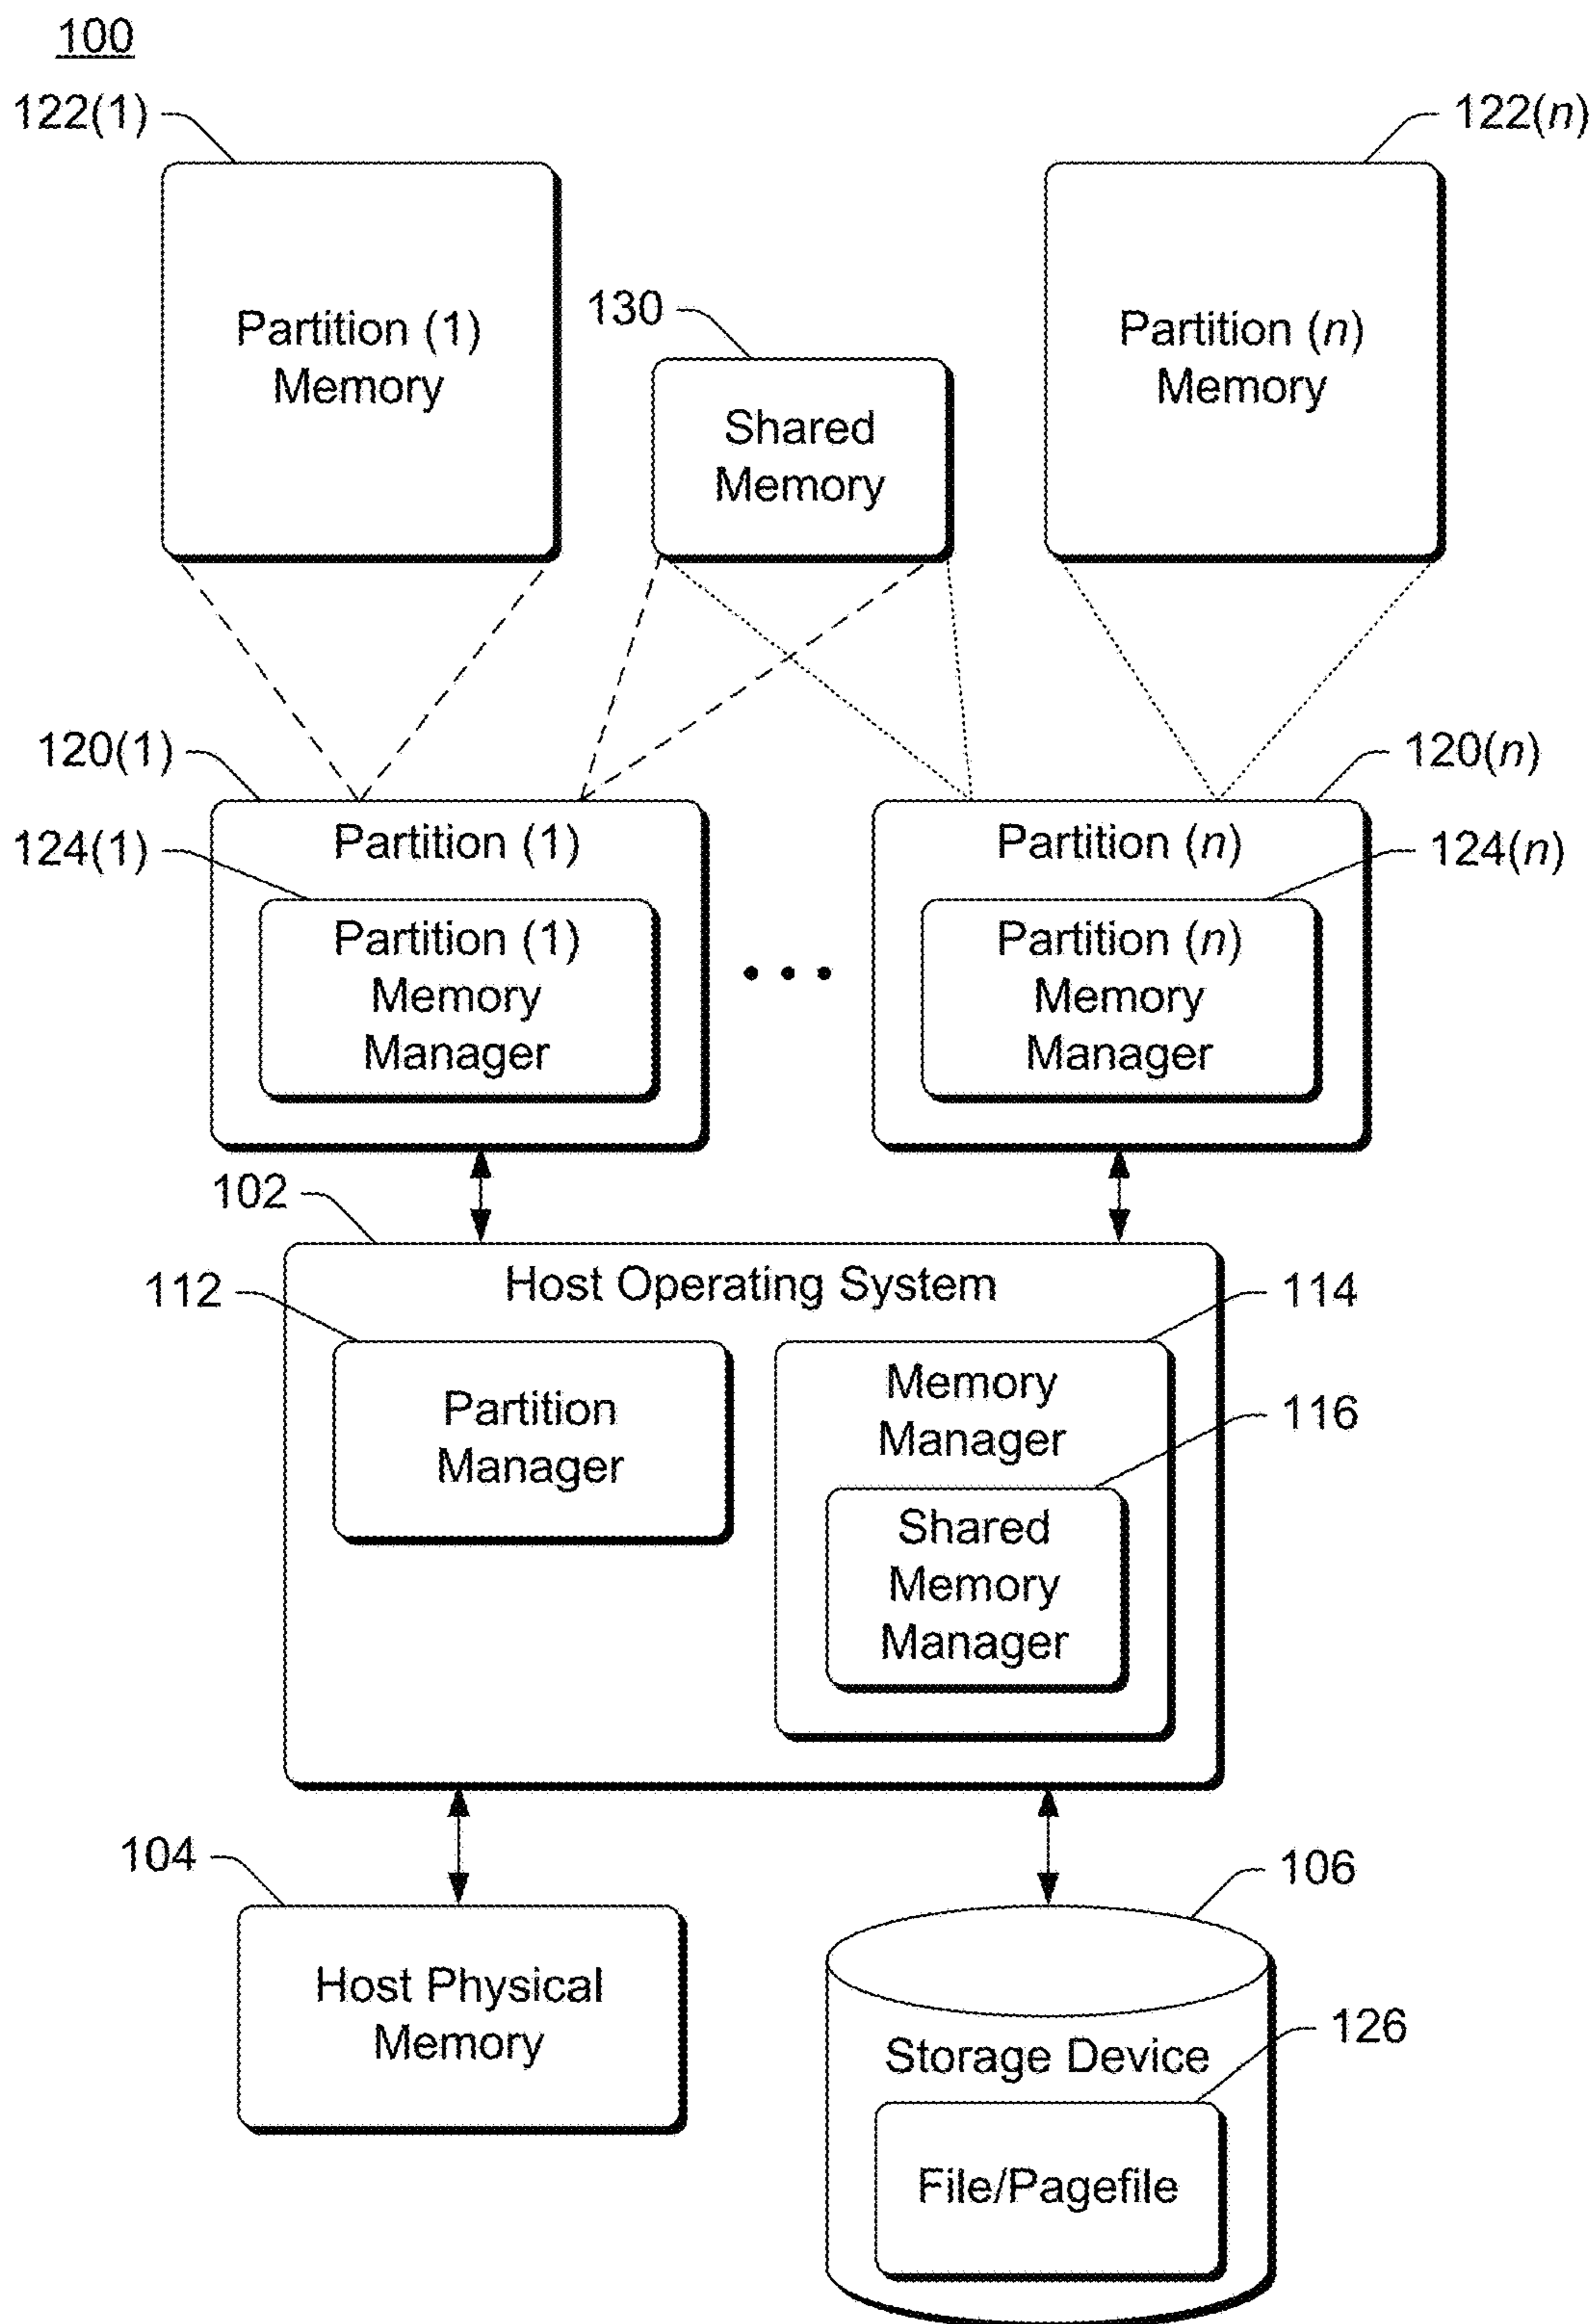 100
122(1)
122(n)
Partition (1)
Memory
130
Partition (n)
Memory
Shared
Memory
120(1)
120(n)
Partition (1)
Partition (n)
124(1)
124(n)
Partition (1)
Memory
Manager
Partition (n)
Memory
Manager
102
Host Operating System
112
114
Partition
Manager
Memory
Manager
116
Shared
Memory
Manager
104
106
Host Physical
Memory
Storage Device
126
File/Pagefile